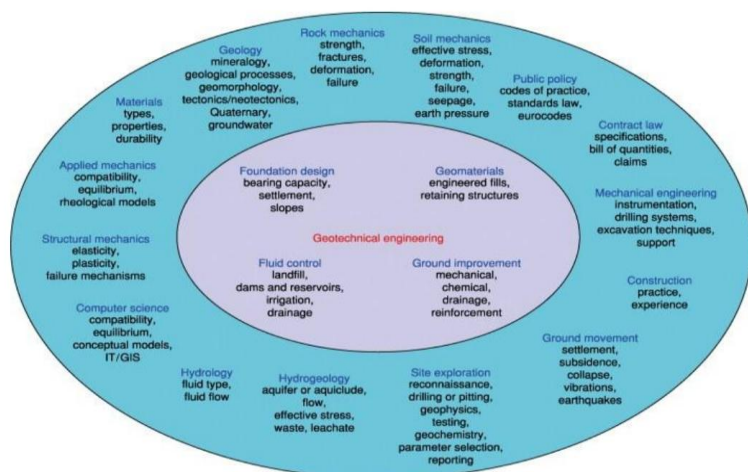 Rock mechanics
strength,
fractures,
deformation,
failure
Soil mechanics
effective stress,
deformation,
strength,
failure,
seepage,
earth pressure
Geology
mineralogy,
geological processes,
geomorphology,
tectonics/neotectonics,
Quaternary,
groundwater
Public policy
codes of practice,
standards law,
eurocodes
Materials
types,
properties,
durability
Contract law
specifications,
bill of quantities,
claims
Applied mechanics
compatibility,
equilibrium,
rheological models
Foundation design
bearing capacity,
settlement,
slopes
Geomaterials
engineered fills,
retaining structures
Mechanical engineering
instrumentation,
drilling systems,
excavation techniques,
support
Structural mechanics
elasticity,
plasticity,
failure mechanisms
Geotechnical engineering
Fluid control
landfill,
dams and reservoirs,
irrigation,
drainage
Ground improvement
mechanical,
chemical,
drainage,
reinforcement
Construction
practice,
experience
Computer science
compatibility,
equilibrium,
conceptual models,
IT/GIS
Ground movement
settlement,
subsidence,
collapse,
vibrations,
earthquakes
Hydrology
fluid type,
fluid flow
Hydrogeology
aquifer or aquiclude,
flow,
effective stress,
waste, leachate
Site exploration
reconnaissance,
drilling or pitting,
geophysics,
testing,
geochemistry,
parameter selection,
reporting